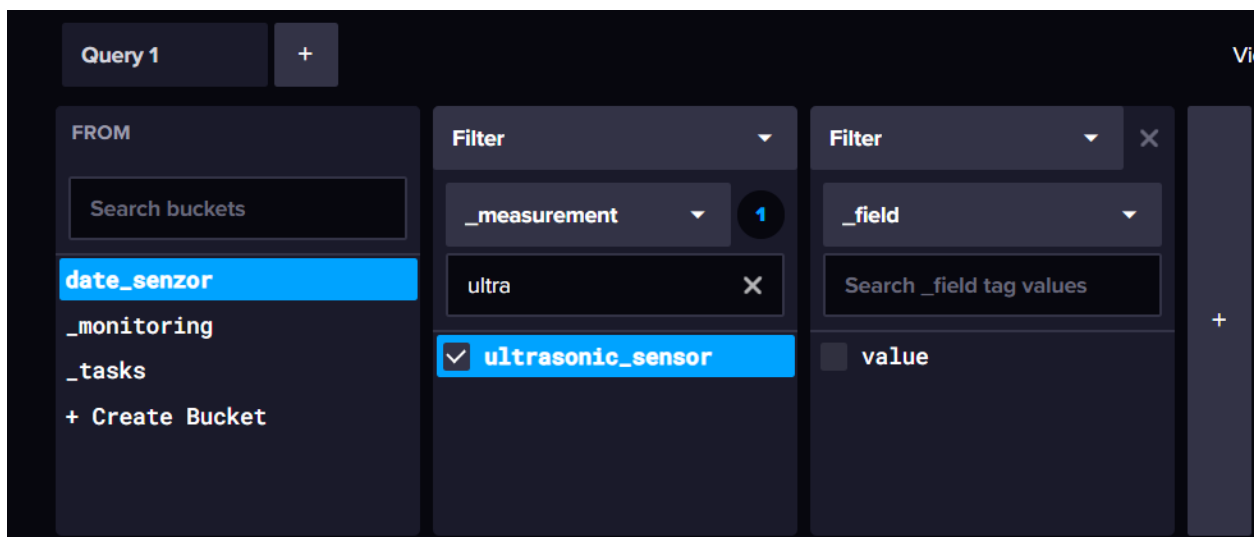 Query 1
+
FROM
Search buckets
date_senzor
_monitoring
_tasks
+ Create Bucket
Filter
_measurement
1
ultra
ultrasonic_sensor
Filter
_field
Search _field tag values
value
+